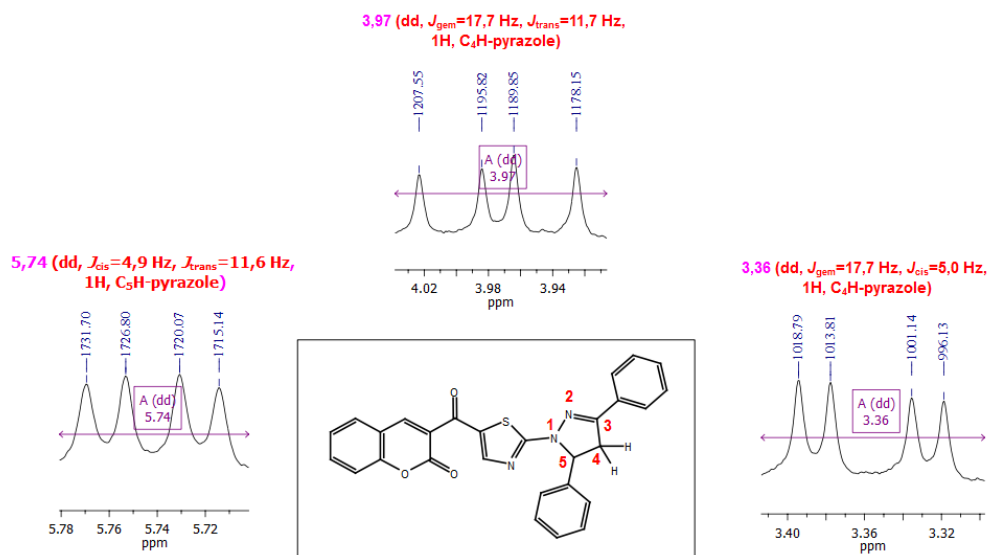 3,97 (dd, Jgem=17,7 Hz, Jtrans=11,7 Hz,
1H, C4H-pyrazole)
1207.55
1195.82
1189.85
1178.15
A (dd)
3.97
4.02
3.98
3.94
ppm
5,74 (dd, Jcis=4,9 Hz, Jtrans=11,6 Hz,
1H, C5H-pyrazole)
1731.70
1726.80
1720.07
1715.14
A (dd)
5.74
5.78
5.76
5.74
5.72
ppm
3,36 (dd, Jgem=17,7 Hz, Jcis=5,0 Hz,
1H, C4H-pyrazole)
1018.79
1013.81
1001.14
996.13
A (dd)
3.36
3.40
3.36
3.32
ppm
O
S
N
2
1
N
3
4
5
H
H
O
O
N